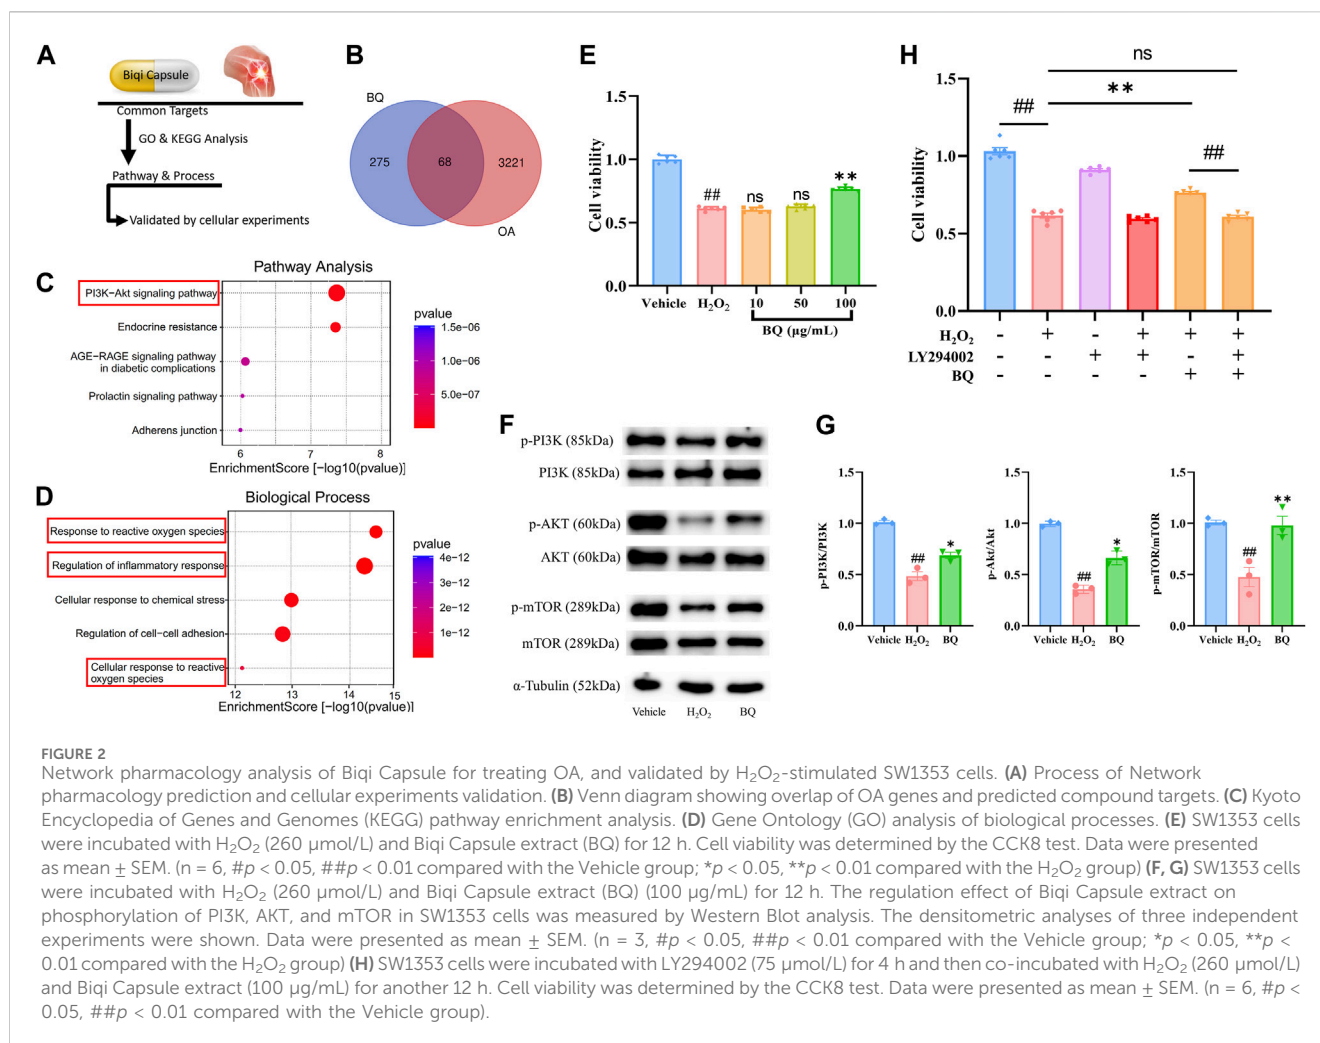 A
Biqi Capsule
Common Targets
GO & KEGG Analysis
Pathway & Process
Validated by cellular experiments
B
BQ
275
68
3221
OA
C
Pathway Analysis
PI3K-Akt signaling pathway
Endocrine resistance
AGE-RAGE signaling pathway
in diabetic complications
Prolactin signaling pathway
Adherens junction
6 7 8
EnrichmentScore [-log10(pvalue)]
pvalue
1.5e-06
1.0e-06
5.0e-07
D
Biological Process
Response to reactive oxygen species
Regulation of inflammatory response
Cellular response to chemical stress
Regulation of cell-cell adhesion
Cellular response to reactive
oxygen species
12 13 14 15
EnrichmentScore [-log10(pvalue)]
pvalue
4e-12
3e-12
2e-12
1e-12
E
Cell viability
1.5
1.0
0.5
0.0
## ns ns **
Vehicle H₂O₂ 10 50 100
BQ (μg/mL)
F
p-PI3K (85kDa)
PI3K (85kDa)
p-AKT (60kDa)
AKT (60kDa)
p-mTOR (289kDa)
mTOR (289kDa)
α-Tubulin (52kDa)
Vehicle H₂O₂ BQ
G
p-PI3K/PI3K
1.5
1.0
0.5
0.0
## *
Vehicle H₂O₂ BQ
p-Akt/Akt
1.5
1.0
0.5
0.0
## *
Vehicle H₂O₂ BQ
p-mTOR/mTOR
1.5
1.0
0.5
0.0
## **
Vehicle H₂O₂ BQ
H
Cell viability
1.5
1.0
0.5
0.0
ns
**
##
##
H₂O₂ - + - + + +
LY294002 - - + + - +
BQ - - - - + +
FIGURE 2
Network pharmacology analysis of Biqi Capsule for treating OA, and validated by H₂O₂-stimulated SW1353 cells. (A) Process of Network
pharmacology prediction and cellular experiments validation. (B) Venn diagram showing overlap of OA genes and predicted compound targets. (C) Kyoto
Encyclopedia of Genes and Genomes (KEGG) pathway enrichment analysis. (D) Gene Ontology (GO) analysis of biological processes. (E) SW1353 cells
were incubated with H₂O₂ (260 μmol/L) and Biqi Capsule extract (BQ) for 12 h. Cell viability was determined by the CCK8 test. Data were presented
as mean ± SEM. (n = 6, #p < 0.05, ##p < 0.01 compared with the Vehicle group; *p < 0.05, **p < 0.01 compared with the H₂O₂ group) (F, G) SW1353 cells
were incubated with H₂O₂ (260 μmol/L) and Biqi Capsule extract (BQ) (100 μg/mL) for 12 h. The regulation effect of Biqi Capsule extract on
phosphorylation of PI3K, AKT, and mTOR in SW1353 cells was measured by Western Blot analysis. The densitometric analyses of three independent
experiments were shown. Data were presented as mean ± SEM. (n = 3, #p < 0.05, ##p < 0.01 compared with the Vehicle group; *p < 0.05, **p <
0.01 compared with the H₂O₂ group) (H) SW1353 cells were incubated with LY294002 (75 μmol/L) for 4 h and then co-incubated with H₂O₂ (260 μmol/L)
and Biqi Capsule extract (100 μg/mL) for another 12 h. Cell viability was determined by the CCK8 test. Data were presented as mean ± SEM. (n = 6, #p <
0.05, ##p < 0.01 compared with the Vehicle group).